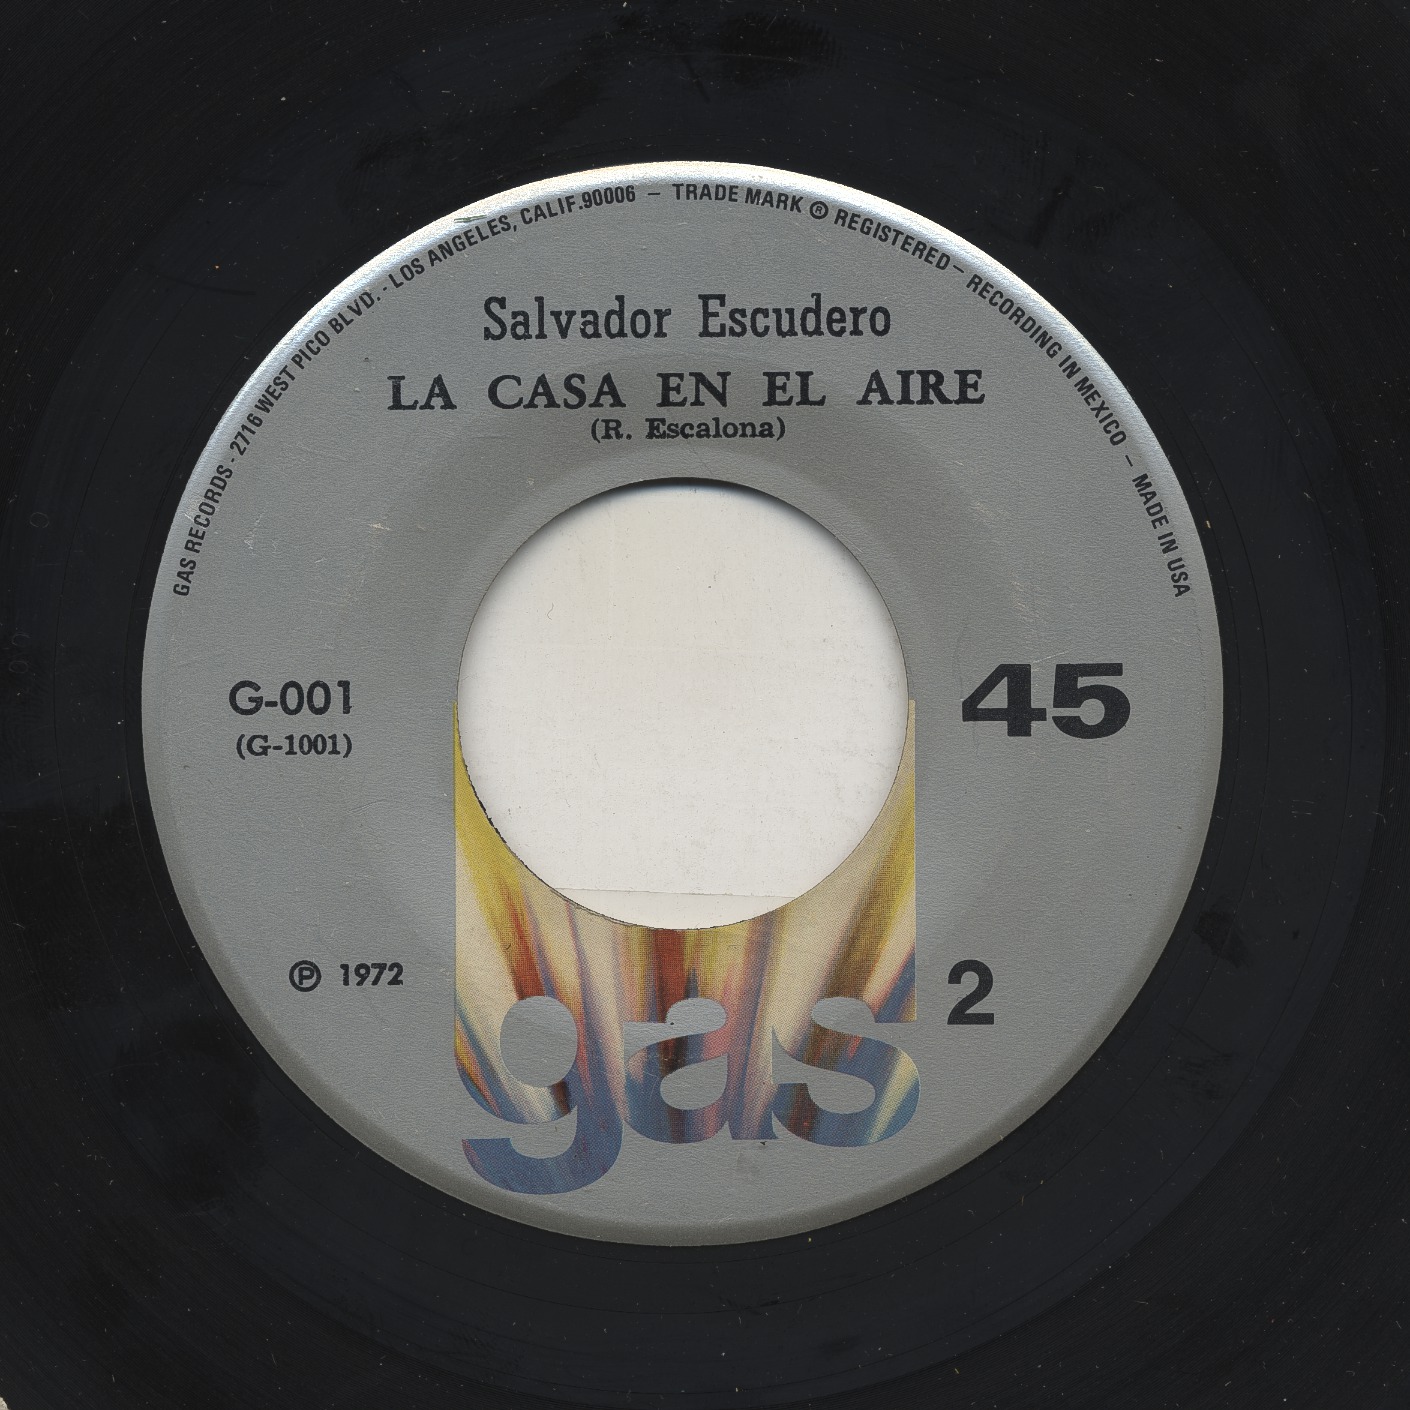 GAS RECORDS - 2716 WEST PICO BLVD. - LOS ANGELES, CALIF. 90006 — TRADE MARK ® REGISTERED — RECORDING IN MEXICO — MADE IN USA
Salvador Escudero
LA CASA EN EL AIRE
(R. Escalona)
G-001
(G-1001)
45
℗ 1972
2
gas